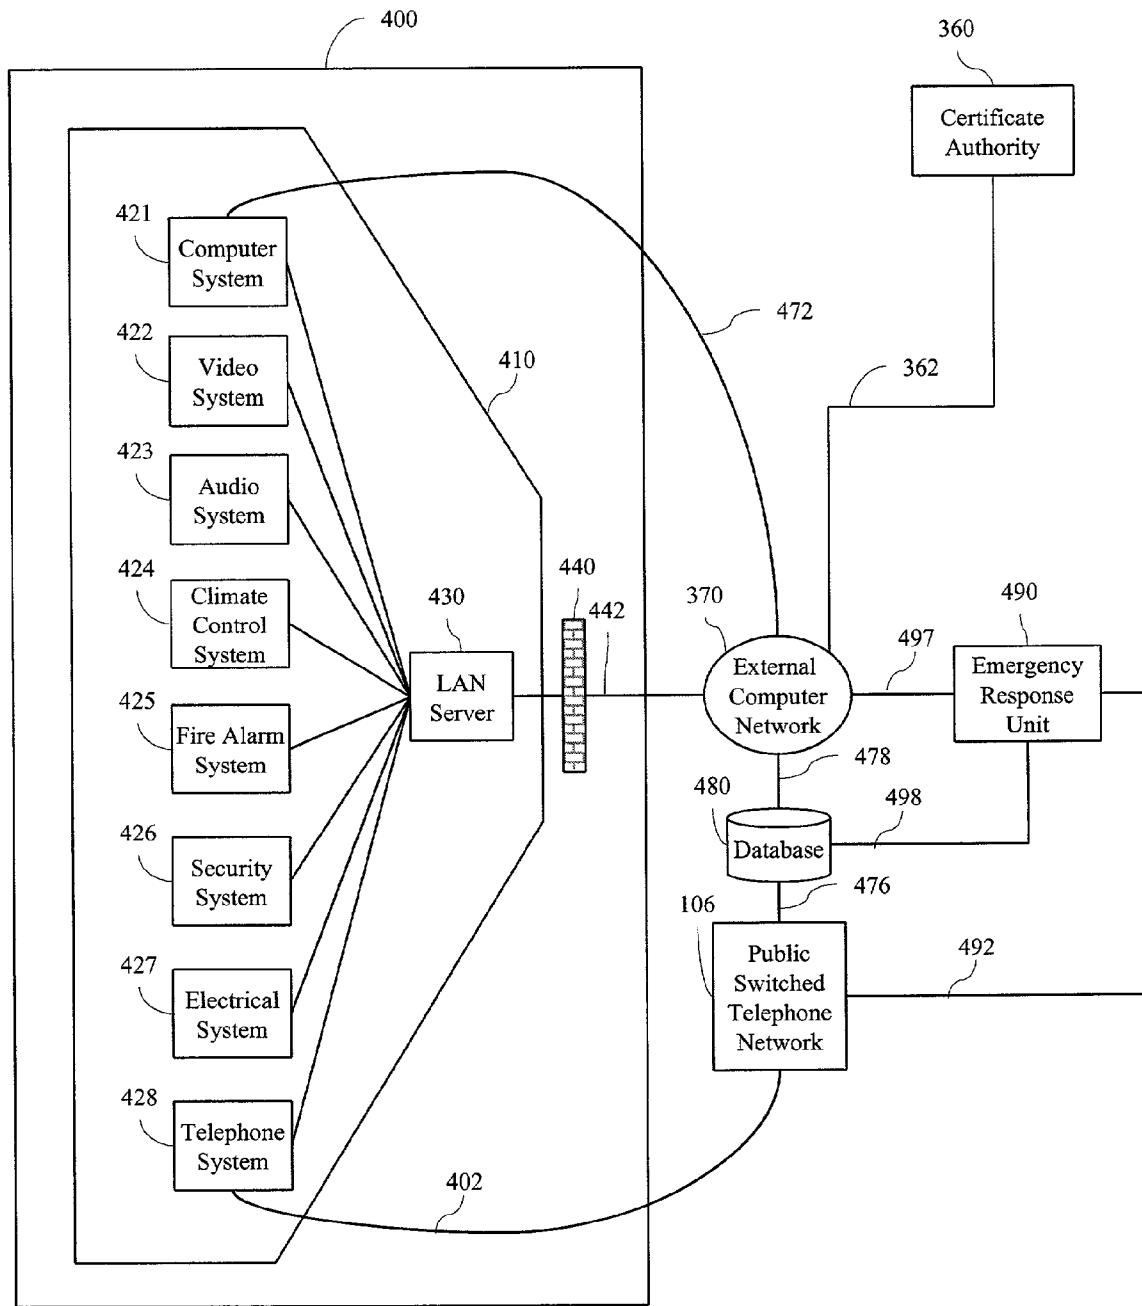 400
360
Certificate
Authority
421
Computer
System
472
422
Video
System
410
362
423
Audio
System
424
Climate
Control
System
430
LAN
Server
440
442
370
External
Computer
Network
497
490
Emergency
Response
Unit
425
Fire Alarm
System
478
480
Database
498
426
Security
System
476
106
Public
Switched
Telephone
Network
492
427
Electrical
System
428
Telephone
System
402